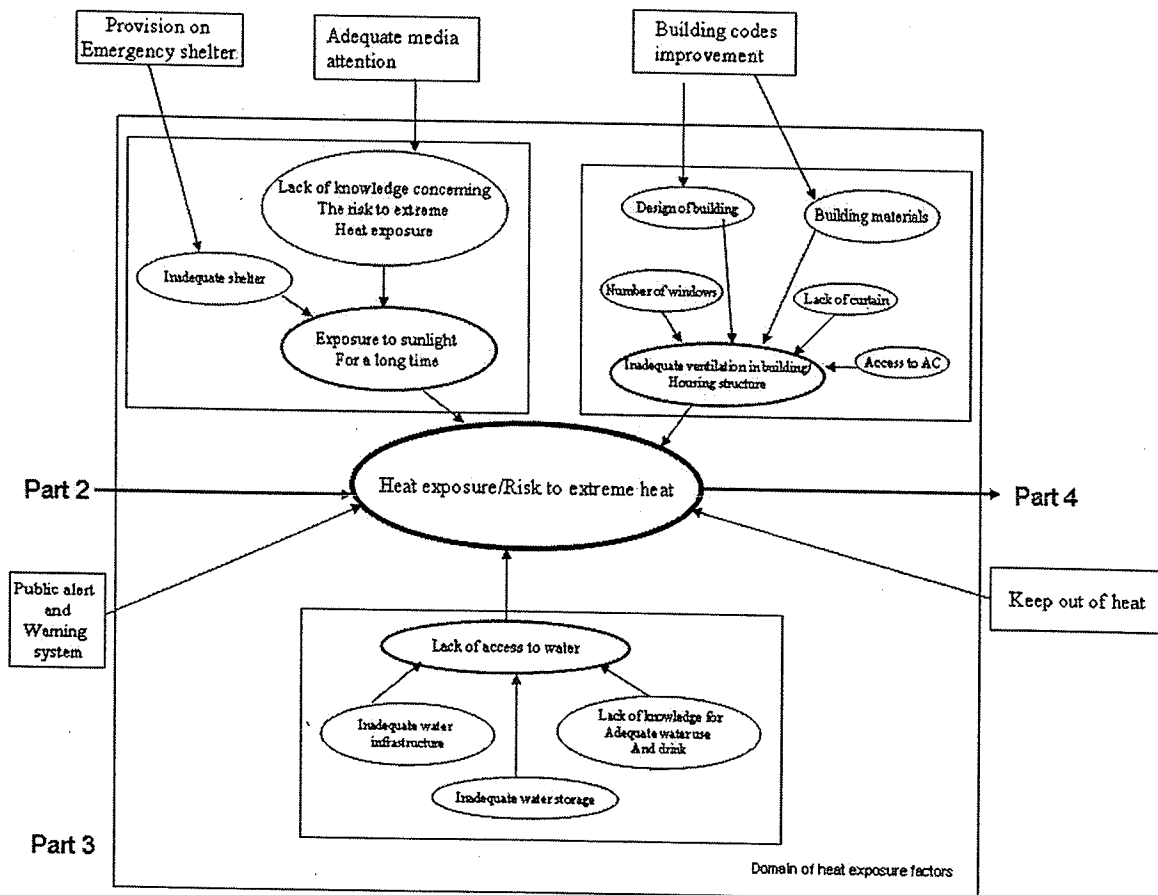 Provision on
Emergency shelter.
Adequate media
attention
Building codes
improvement
Lack of knowledge concerning
The risk to extreme
Heat exposure
Inadequate shelter
Exposure to sunlight
For a long time
Design of building
Building materials
Number of windows
Lack of curtain
Inadequate ventilation in building/
Housing structure
Access to AC
Part 2
Heat exposure/Risk to extreme heat
Part 4
Public alert
and
Warning
system
Keep out of heat
Lack of access to water
Inadequate water
infrastructure
Lack of knowledge for
Adequate water use
And drink
Inadequate water storage
Part 3
Domain of heat exposure factors